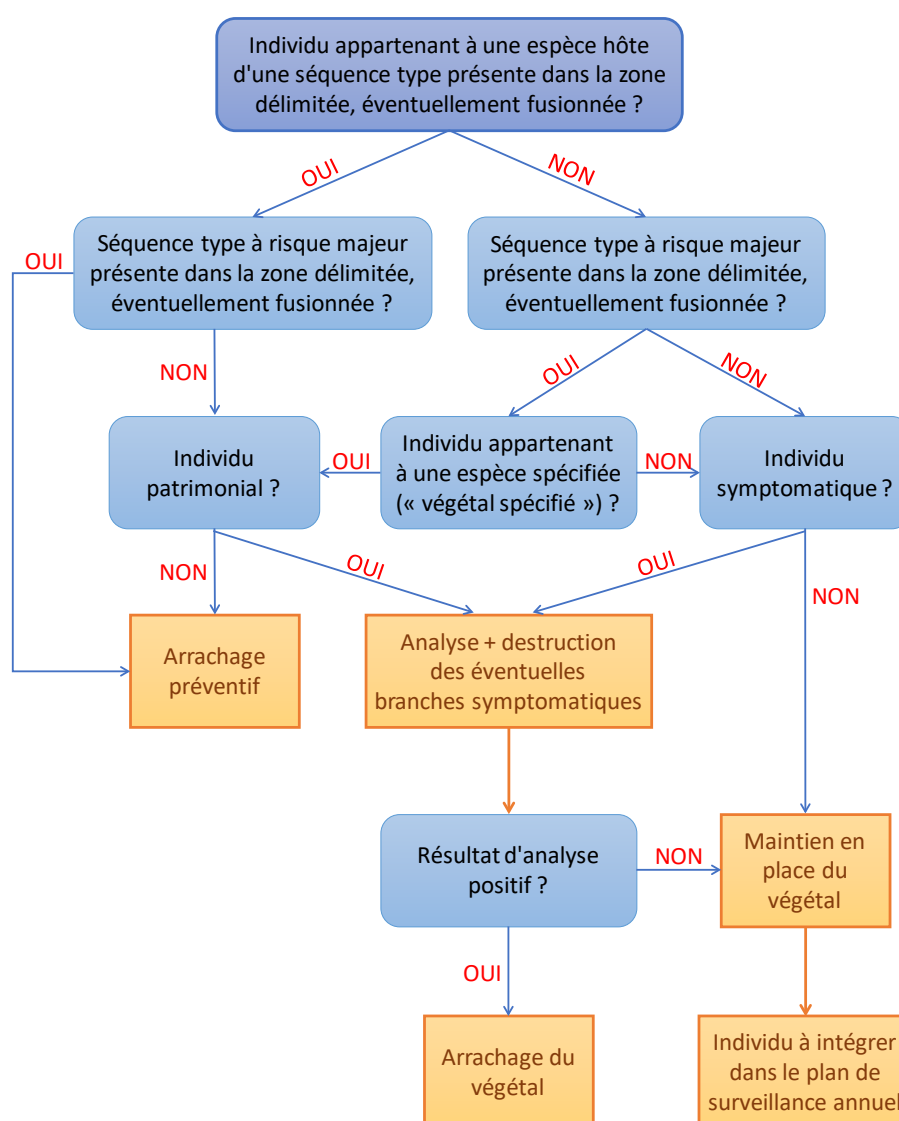 Individu appartenant à une espèce hôte
d'une séquence type présente dans la zone
délimitée, éventuellement fusionnée ?
OUI
NON
OUI
Séquence type à risque majeur
présente dans la zone délimitée,
éventuellement fusionnée ?
Séquence type à risque majeur
présente dans la zone délimitée,
éventuellement fusionnée ?
NON
OUI
NON
Individu
patrimonial ?
OUI
Individu appartenant
à une espèce spécifiée
(« végétal spécifié ») ?
NON
Individu
symptomatique ?
NON
OUI
OUI
NON
Arrachage
préventif
Analyse + destruction
des éventuelles
branches symptomatiques
Résultat d'analyse
positif ?
NON
Maintien en
place du
végétal
OUI
Arrachage du
végétal
Individu à intégrer
dans le plan de
surveillance annuel